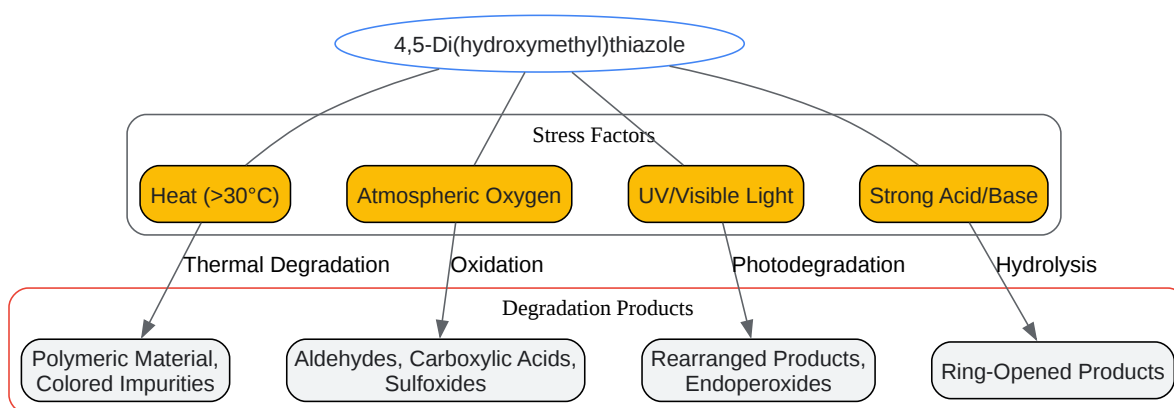 4,5-Di(hydroxymethyl)thiazole
Stress Factors
Heat (>30°C)
Atmospheric Oxygen
UV/Visible Light
Strong Acid/Base
Thermal Degradation
Oxidation
Photodegradation
Hydrolysis
Degradation Products
Polymeric Material,
Colored Impurities
Aldehydes, Carboxylic Acids,
Sulfoxides
Rearranged Products,
Endoperoxides
Ring-Opened Products